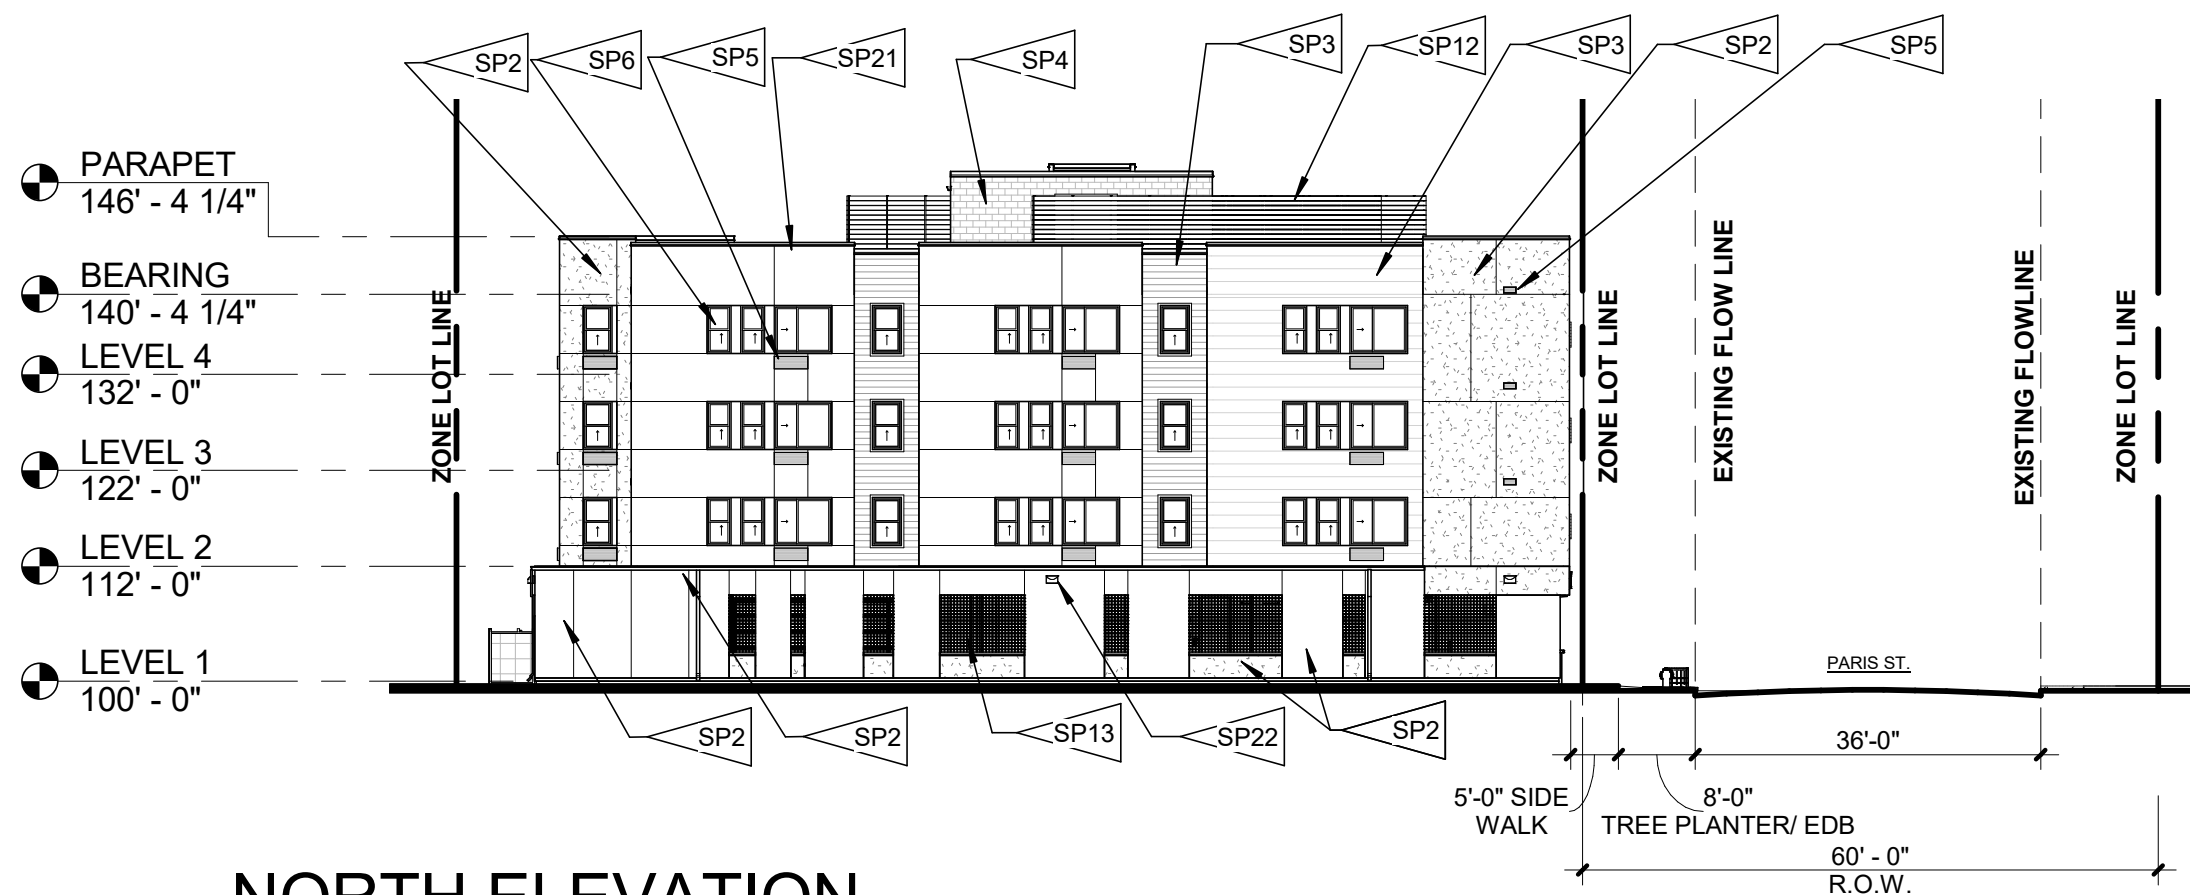 SP2
SP6
SP5
SP21
SP4
SP3
SP12
SP3
SP2
SP5
PARAPET
146' - 4 1/4"
BEARING
140' - 4 1/4"
LEVEL 4
132' - 0"
LEVEL 3
122' - 0"
LEVEL 2
112' - 0"
LEVEL 1
100' - 0"
ZONE LOT LINE
ZONE LOT LINE
EXISTING FLOW LINE
EXISTING FLOWLINE
ZONE LOT LINE
PARIS ST.
SP2
SP2
SP13
SP22
SP2
36'-0"
5'-0" SIDE
WALK
8'-0"
TREE PLANTER/ EDB
60' - 0"
R.O.W.
NORTH ELEVATION